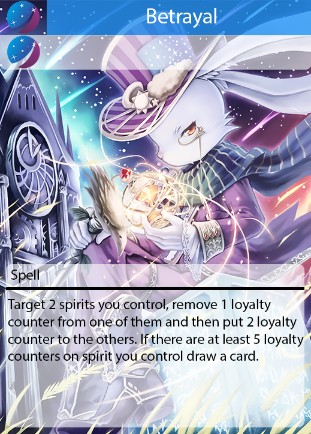 Betrayal
Spell
Target 2 spirits you control, remove 1 loyalty
counter from one of them and then put 2 loyalty
counter to the others. If there are at least 5 loyalty
counters on spirit you control draw a card.